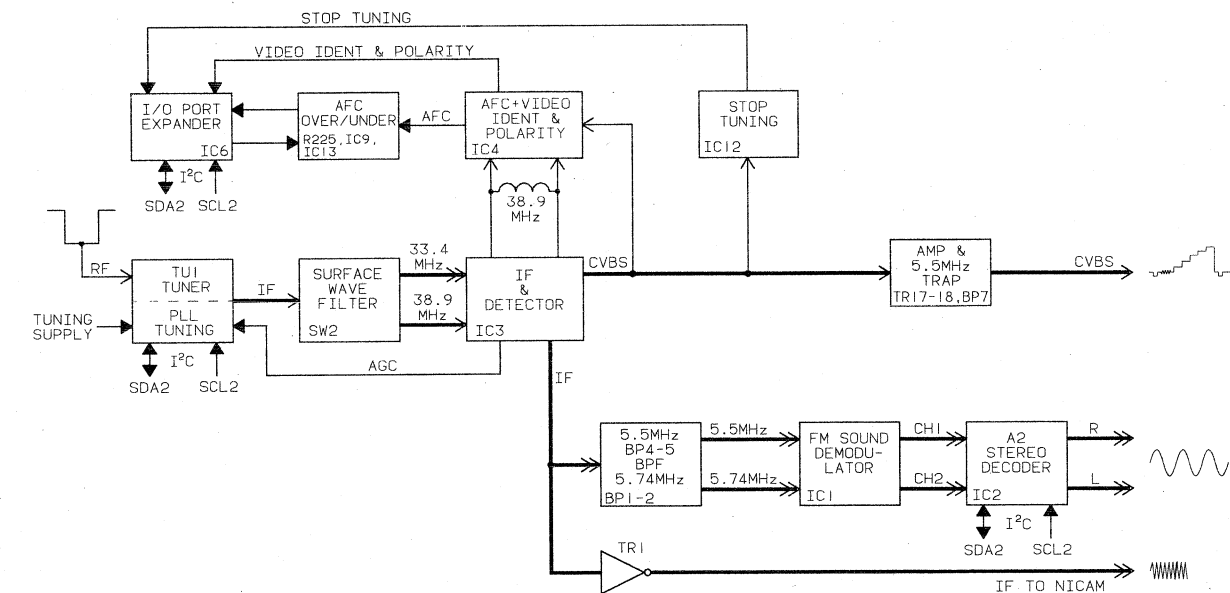 STOP TUNING
VIDEO IDENT & POLARITY
I/O PORT
EXPANDER
IC6
AFC
OVER/UNDER
R225,IC9,
IC13
AFC
AFC+VIDEO
IDENT &
POLARITY
IC4
STOP
TUNING
IC12
I²C
SDA2
SCL2
38.9
MHz
RF
TU1
TUNER
PLL
TUNING
TUNING
SUPPLY
I²C
SDA2
SCL2
IF
SURFACE
WAVE
FILTER
SW2
33.4
MHz
38.9
MHz
IF
&
DETECTOR
IC3
AGC
CVBS
AMP &
5.5MHz
TRAP
TR17-18,BP7
CVBS
IF
5.5MHz
BP4-5
BPF
5.74MHz
BP1-2
5.5MHz
5.74MHz
FM SOUND
DEMODU-
LATOR
IC1
CH1
CH2
A2
STEREO
DECODER
IC2
R
L
I²C
SDA2
SCL2
TR1
IF TO NICAM